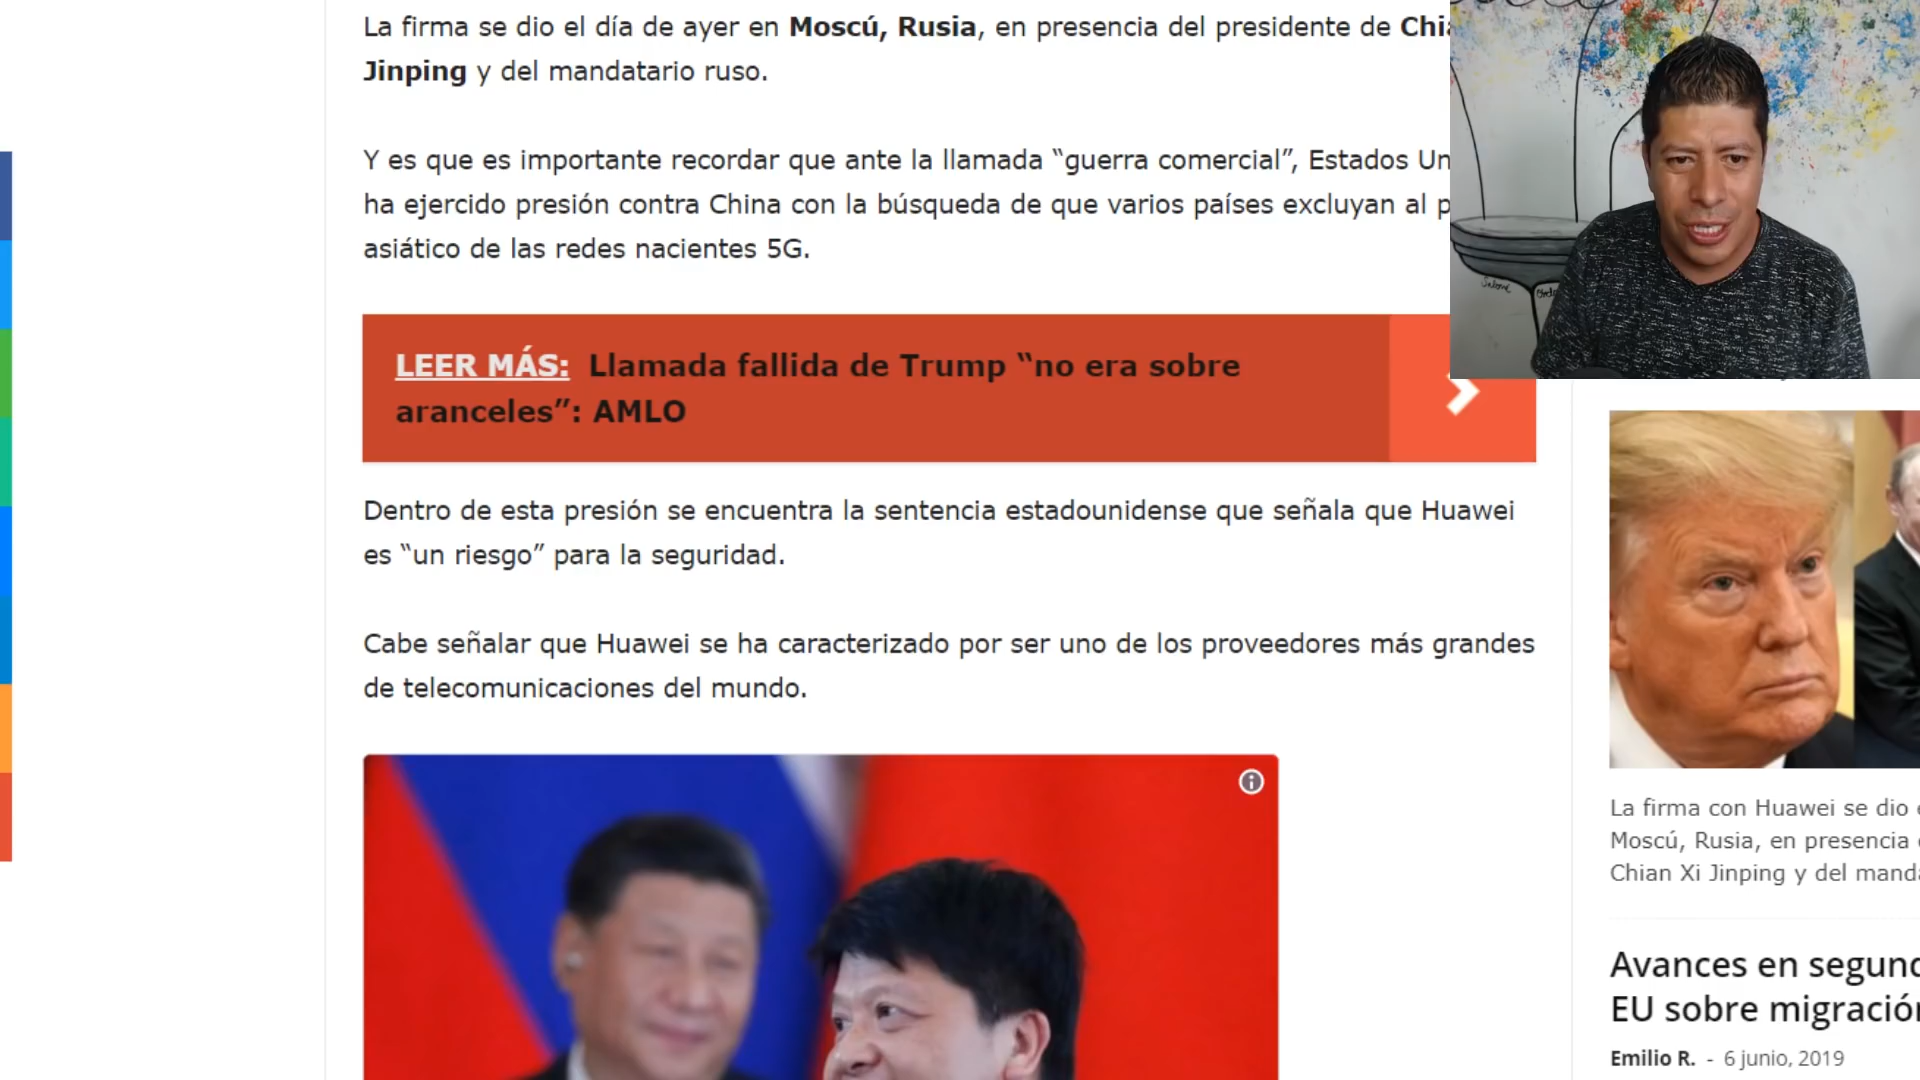 La firma se dio el día de ayer en Moscú, Rusia, en presencia del presidente de
Jinping y del mandatario ruso.
Y es que es importante recordar que ante la llamada “guerra comercial”, Estados
ha ejercido presión contra China con la búsqueda de que varios países excluyan al
asiático de las redes nacientes 5G.
LEER MÁS: Llamada fallida de Trump “no era sobre
aranceles”: AMLO
Dentro de esta presión se encuentra la sentencia estadounidense que señala que Huawei
es “un riesgo” para la seguridad.
Cabe señalar que Huawei se ha caracterizado por ser uno de los proveedores más grandes
de telecomunicaciones del mundo.
La firma con Huawei se dio
Moscú, Rusia, en presencia
Chian Xi Jinping y del
Avances en
EU sobre
Emilio R. - 6 junio, 2019